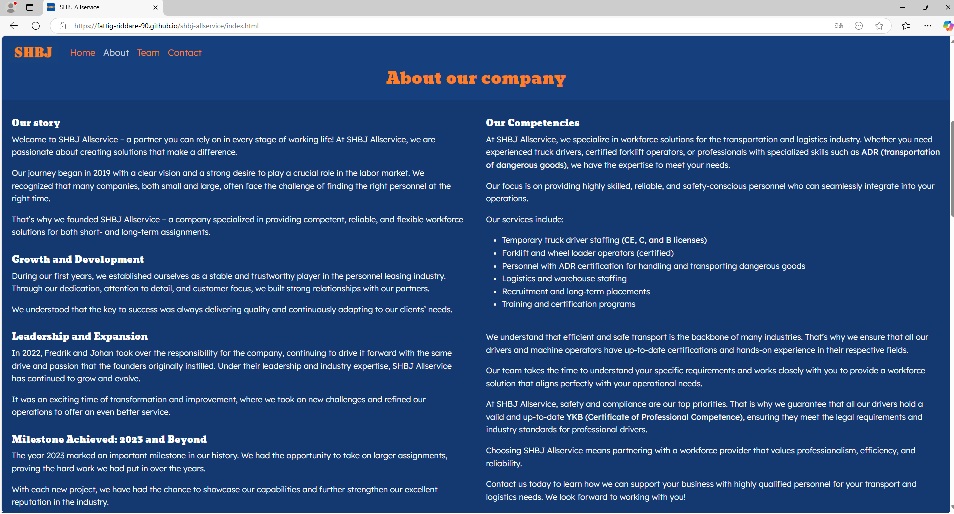 SHBJ Allservice
https://fattig-riddare-90.github.io/shbj-allservice/index.html
SHBJ Home About Team Contact
About our company
Our story
Welcome to SHBJ Allservice – a partner you can rely on in every stage of working life! At SHBJ Allservice, we are
passionate about creating solutions that make a difference.
Our journey began in 2019 with a clear vision and a strong desire to play a crucial role in the labor market. We
recognized that many companies, both small and large, often face the challenge of finding the right personnel at the
right time.
That's why we founded SHBJ Allservice – a company specialized in providing competent, reliable, and flexible workforce
solutions for both short- and long-term assignments.
Growth and Development
During our first years, we established ourselves as a stable and trustworthy player in the personnel leasing industry.
Through our dedication, attention to detail, and customer focus, we built strong relationships with our partners.
We understood that the key to success was always delivering quality and continuously adapting to our clients' needs.
Leadership and Expansion
In 2022, Fredrik and Johan took over the responsibility for the company, continuing to drive it forward with the same
drive and passion that the founders originally instilled. Under their leadership and industry expertise, SHBJ Allservice
has continued to grow and evolve.
It was an exciting time of transformation and improvement, where we took on new challenges and refined our
operations to offer an even better service.
Milestone Achieved: 2023 and Beyond
The year 2023 marked an important milestone in our history. We had the opportunity to take on larger assignments,
proving the hard work we had put in over the years.
With each new project, we have had the chance to showcase our capabilities and further strengthen our excellent
reputation in the industry.
Our Competencies
At SHBJ Allservice, we specialize in workforce solutions for the transportation and logistics industry. Whether you need
experienced truck drivers, certified forklift operators, or professionals with specialized skills such as ADR (transportation
of dangerous goods), we have the expertise to meet your needs.
Our focus is on providing highly skilled, reliable, and safety-conscious personnel who can seamlessly integrate into your
operations.
Our services include:
• Temporary truck driver staffing (CE, C, and B licenses)
• Forklift and wheel loader operators (certified)
• Personnel with ADR certification for handling and transporting dangerous goods
• Logistics and warehouse staffing
• Recruitment and long-term placements
• Training and certification programs
We understand that efficient and safe transport is the backbone of many industries. That's why we ensure that all our
drivers and machine operators have up-to-date certifications and hands-on experience in their respective fields.
Our team takes the time to understand your specific requirements and works closely with you to provide a workforce
solution that aligns perfectly with your operational needs.
At SHBJ Allservice, safety and compliance are our top priorities. That is why we guarantee that all our drivers hold a
valid and up-to-date YKB (Certificate of Professional Competence), ensuring they meet the legal requirements and
industry standards for professional drivers.
Choosing SHBJ Allservice means partnering with a workforce provider that values professionalism, efficiency, and
reliability.
Contact us today to learn how we can support your business with highly qualified personnel for your transport and
logistics needs. We look forward to working with you!